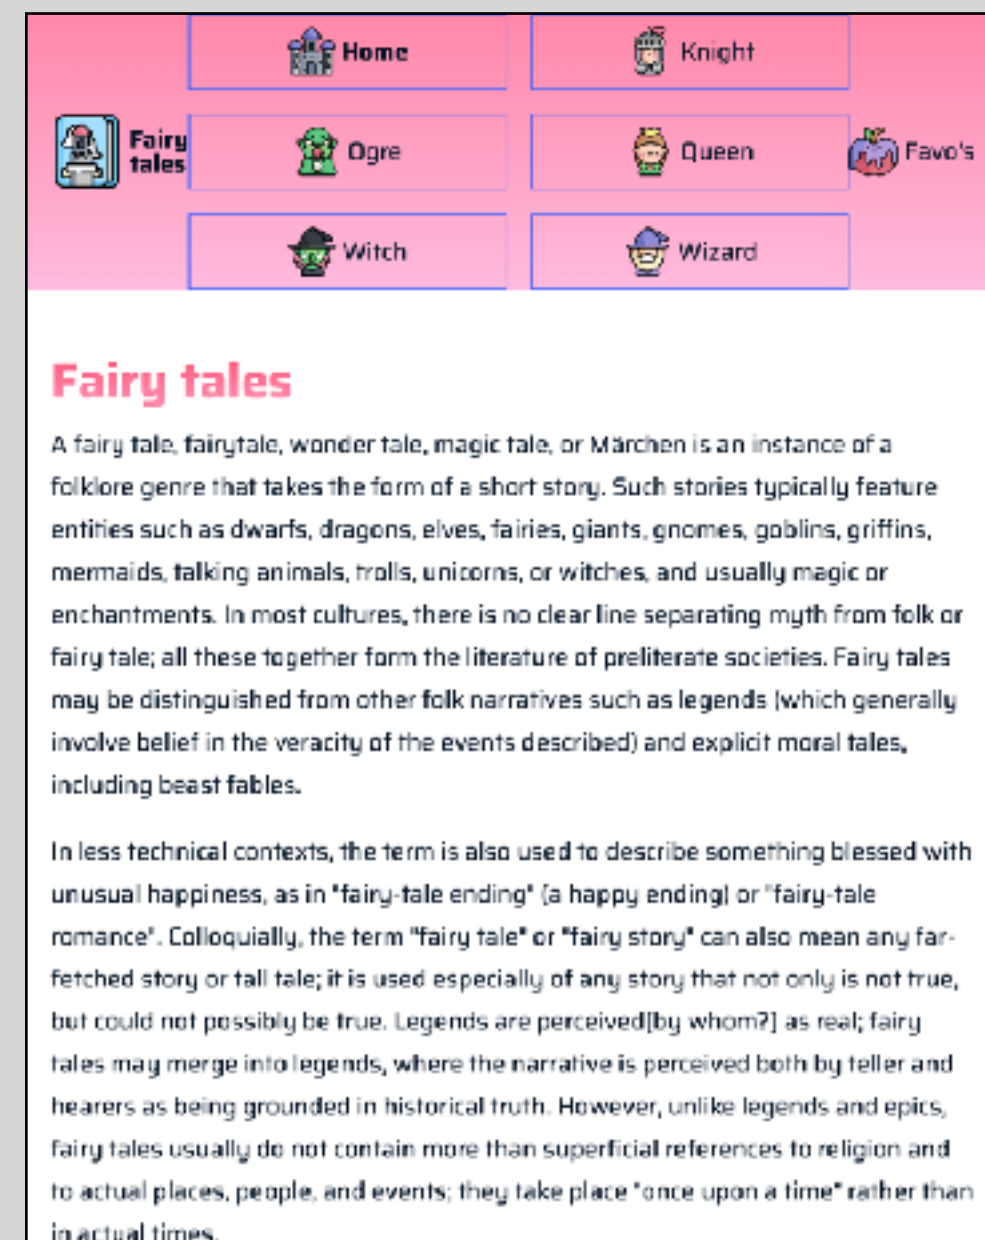 Home
Knight
Fairy
tales
Ogre
Queen
Favo's
Witch
Wizard
Fairy tales
A fairy tale, fairytale, wonder tale, magic tale, or Märchen is an instance of a
folklore genre that takes the form of a short story. Such stories typically feature
entities such as dwarfs, dragons, elves, fairies, giants, gnomes, goblins, griffins,
mermaids, talking animals, trolls, unicorns, or witches, and usually magic or
enchantments. In most cultures, there is no clear line separating myth from folk or
fairy tale; all these together form the literature of preliterate societies. Fairy tales
may be distinguished from other folk narratives such as legends (which generally
involve belief in the veracity of the events described) and explicit moral tales,
including beast fables.
In less technical contexts, the term is also used to describe something blessed with
unusual happiness, as in "fairy-tale ending" (a happy ending) or "fairy-tale
romance". Colloquially, the term "fairy tale" or "fairy story" can also mean any far-
fetched story or tall tale; it is used especially of any story that not only is not true,
but could not possibly be true. Legends are perceived[by whom?] as real; fairy
tales may merge into legends, where the narrative is perceived both by teller and
hearers as being grounded in historical truth. However, unlike legends and epics,
fairy tales usually do not contain more than superficial references to religion and
to actual places, people, and events; they take place "once upon a time" rather than
in actual times.